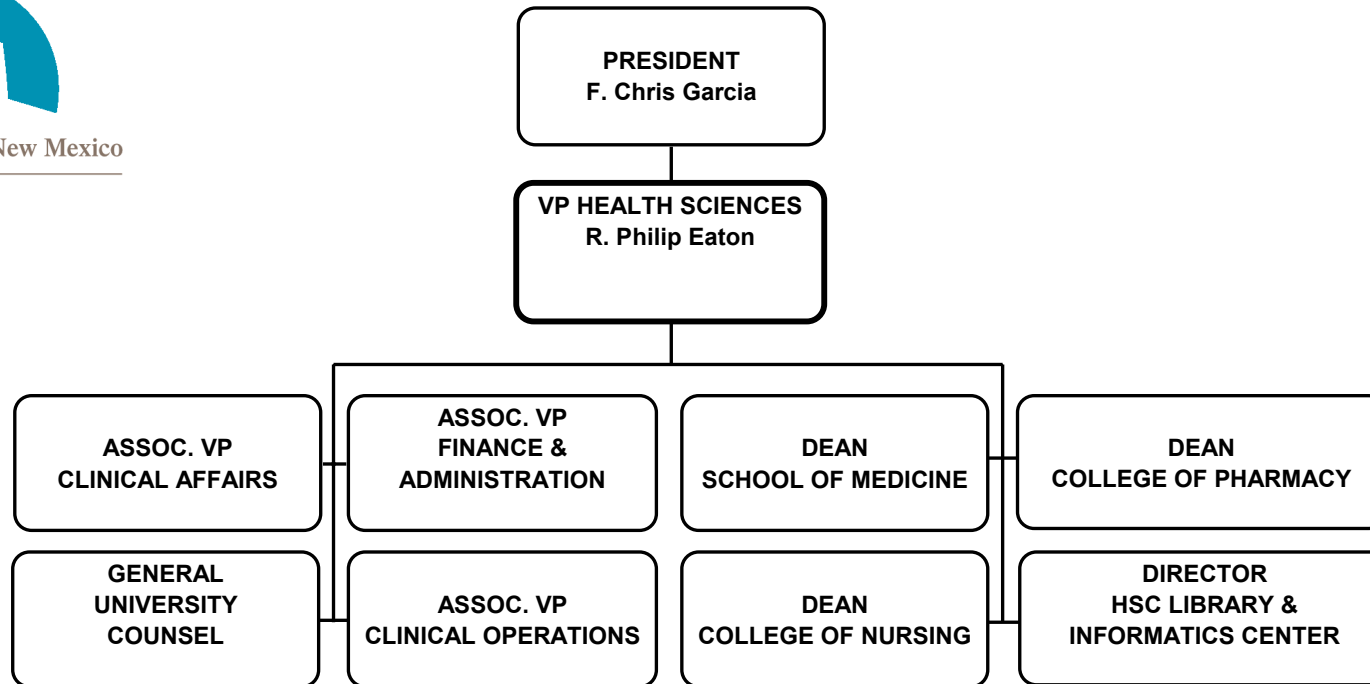 New Mexico
PRESIDENT
F. Chris Garcia
VP HEALTH SCIENCES
R. Philip Eaton
ASSOC. VP
CLINICAL AFFAIRS
ASSOC. VP
FINANCE &
ADMINISTRATION
DEAN
SCHOOL OF MEDICINE
DEAN
COLLEGE OF PHARMACY
GENERAL
UNIVERSITY
COUNSEL
ASSOC. VP
CLINICAL OPERATIONS
DEAN
COLLEGE OF NURSING
DIRECTOR
HSC LIBRARY &
INFORMATICS CENTER